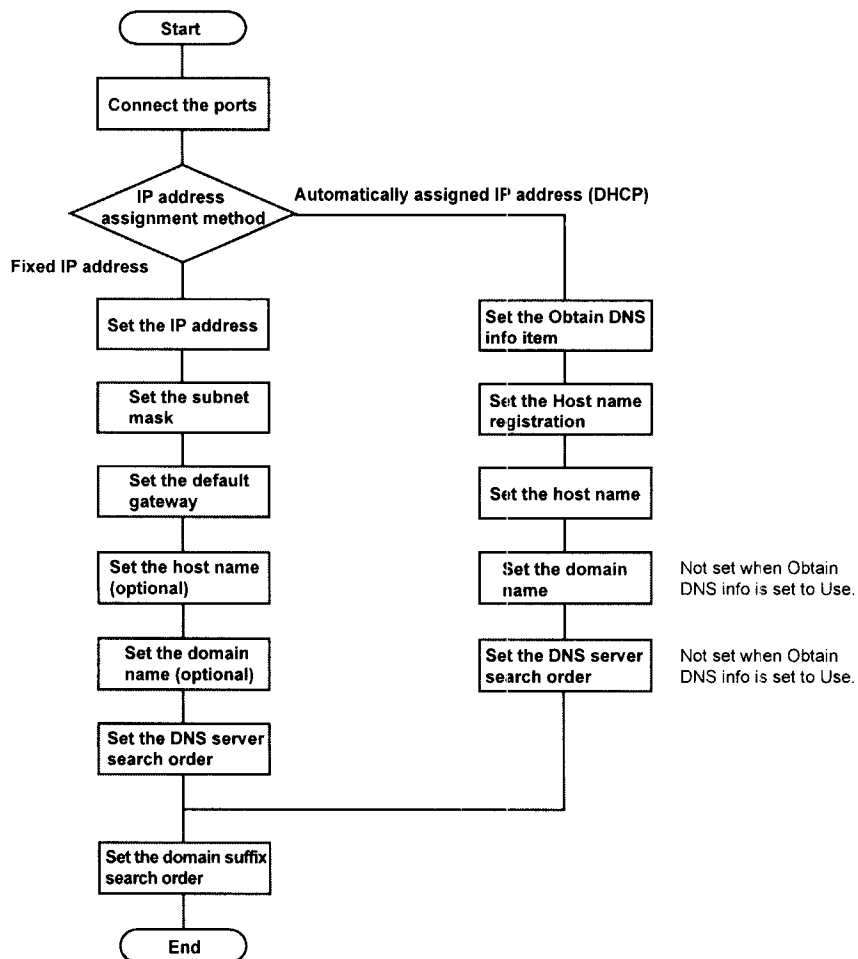 Start
Connect the ports
IP address
assignment method
Automatically assigned IP address (DHCP)
Fixed IP address
Set the IP address
Set the subnet
mask
Set the default
gateway
Set the host name
(optional)
Set the domain
name (optional)
Set the DNS server
search order
Set the Obtain DNS
info item
Set the Host name
registration
Set the host name
Set the domain
name
Not set when Obtain
DNS info is set to Use.
Set the DNS server
search order
Not set when Obtain
DNS info is set to Use.
Set the domain suffix
search order
End